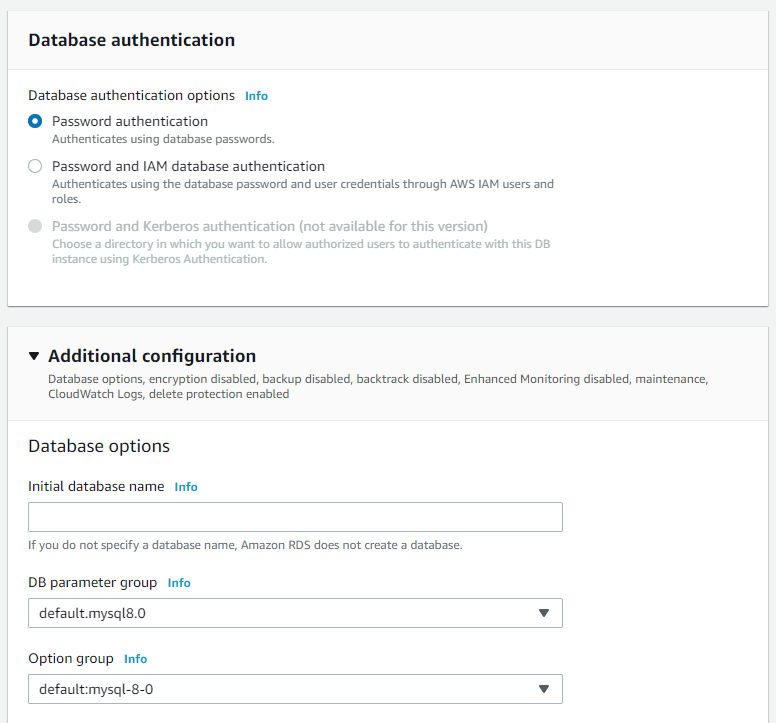 Database authentication
Database authentication options Info
Password authentication
Authenticates using database passwords.
Password and IAM database authentication
Authenticates using the database password and user credentials through AWS IAM users and
roles.
Password and Kerberos authentication (not available for this version)
Choose a directory in which you want to allow authorized users to authenticate with this DB
instance using Kerberos Authentication.
Additional configuration
Database options, encryption disabled, backup disabled, backtrack disabled, Enhanced Monitoring disabled, maintenance,
CloudWatch Logs, delete protection enabled
Database options
Initial database name Info
If you do not specify a database name, Amazon RDS does not create a database.
DB parameter group Info
default.mysql8.0
Option group Info
default:mysql-8-0